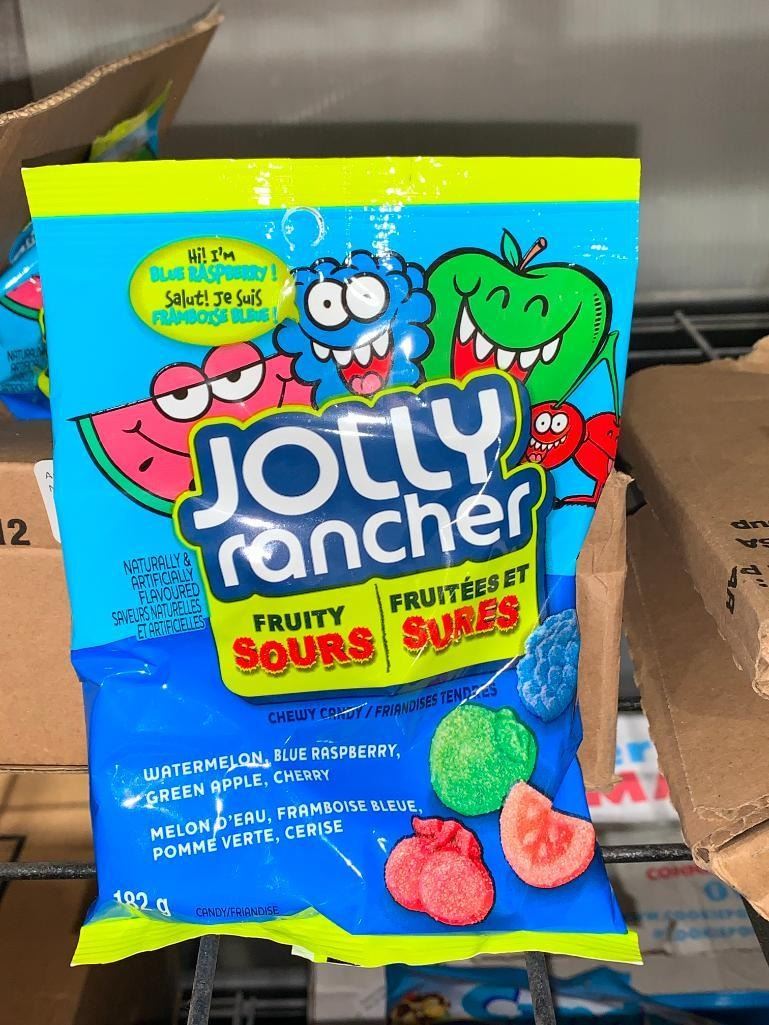 Hi! I'M
BLUE RASPBERRY!
Salut! Je Suis
FRAMBOISE BLEUE!
JOLLY
rancher
NATURALLY &
ARTIFICIALLY
FLAVOURED
SAVEURS NATURELLES
ET ARTIFICIELLES
FRUITY
SOURS
FRUITÉES ET
SURES
CHEWY CANDY / FRIANDISES TENDRES
WATERMELON, BLUE RASPBERRY,
GREEN APPLE, CHERRY
MELON D'EAU, FRAMBOISE BLEUE,
POMME VERTE, CERISE
182 g
CANDY/FRIANDISE
12